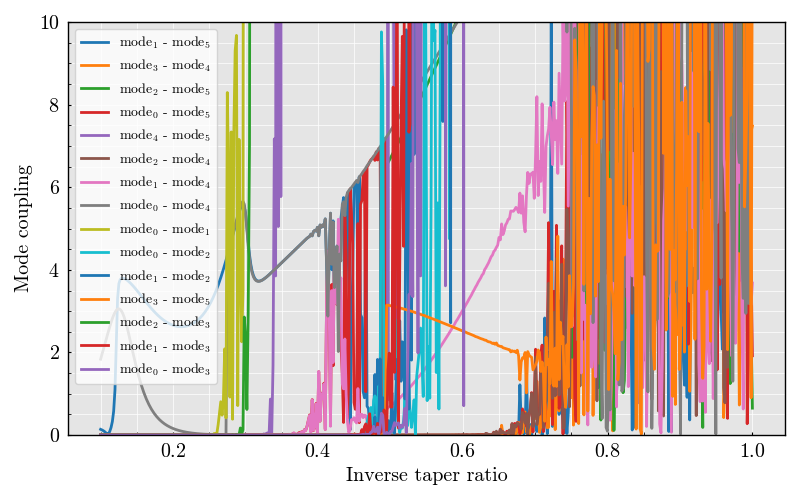 10
8
6
4
2
0
Mode coupling
mode₁ - mode₅
mode₃ - mode₄
mode₂ - mode₅
mode₀ - mode₅
mode₄ - mode₅
mode₂ - mode₄
mode₁ - mode₄
mode₀ - mode₄
mode₀ - mode₁
mode₀ - mode₂
mode₁ - mode₂
mode₃ - mode₅
mode₂ - mode₃
mode₁ - mode₃
mode₀ - mode₃
0.2 0.4 0.6 0.8 1.0
Inverse taper ratio